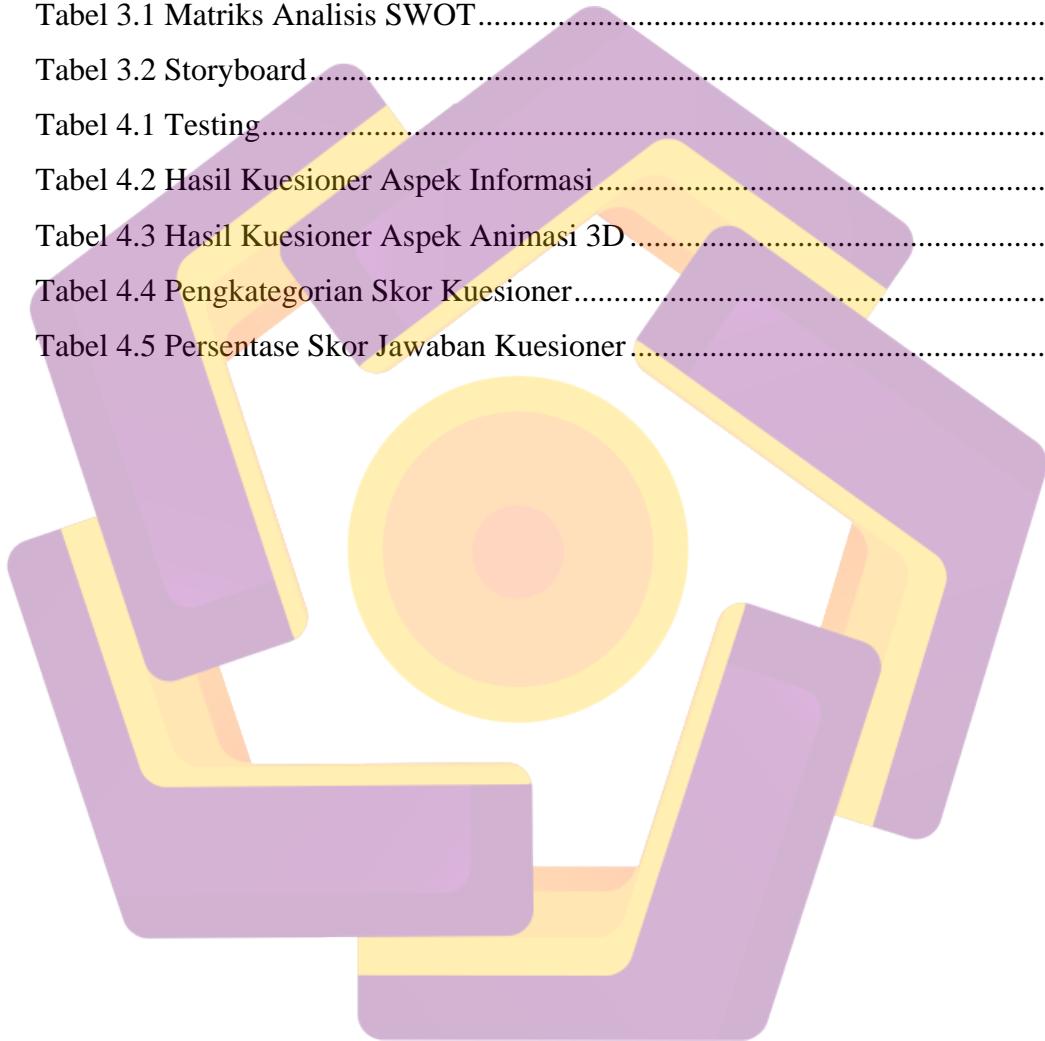 Tabel 3.1 Matriks Analisis SWOT................................................................
Tabel 3.2 Storyboard................................................................
Tabel 4.1 Testing................................................................
Tabel 4.2 Hasil Kuesioner Aspek Informasi................................................................
Tabel 4.3 Hasil Kuesioner Aspek Animasi 3D................................................................
Tabel 4.4 Pengkategorian Skor Kuesioner................................................................
Tabel 4.5 Persentase Skor Jawaban Kuesioner................................................................